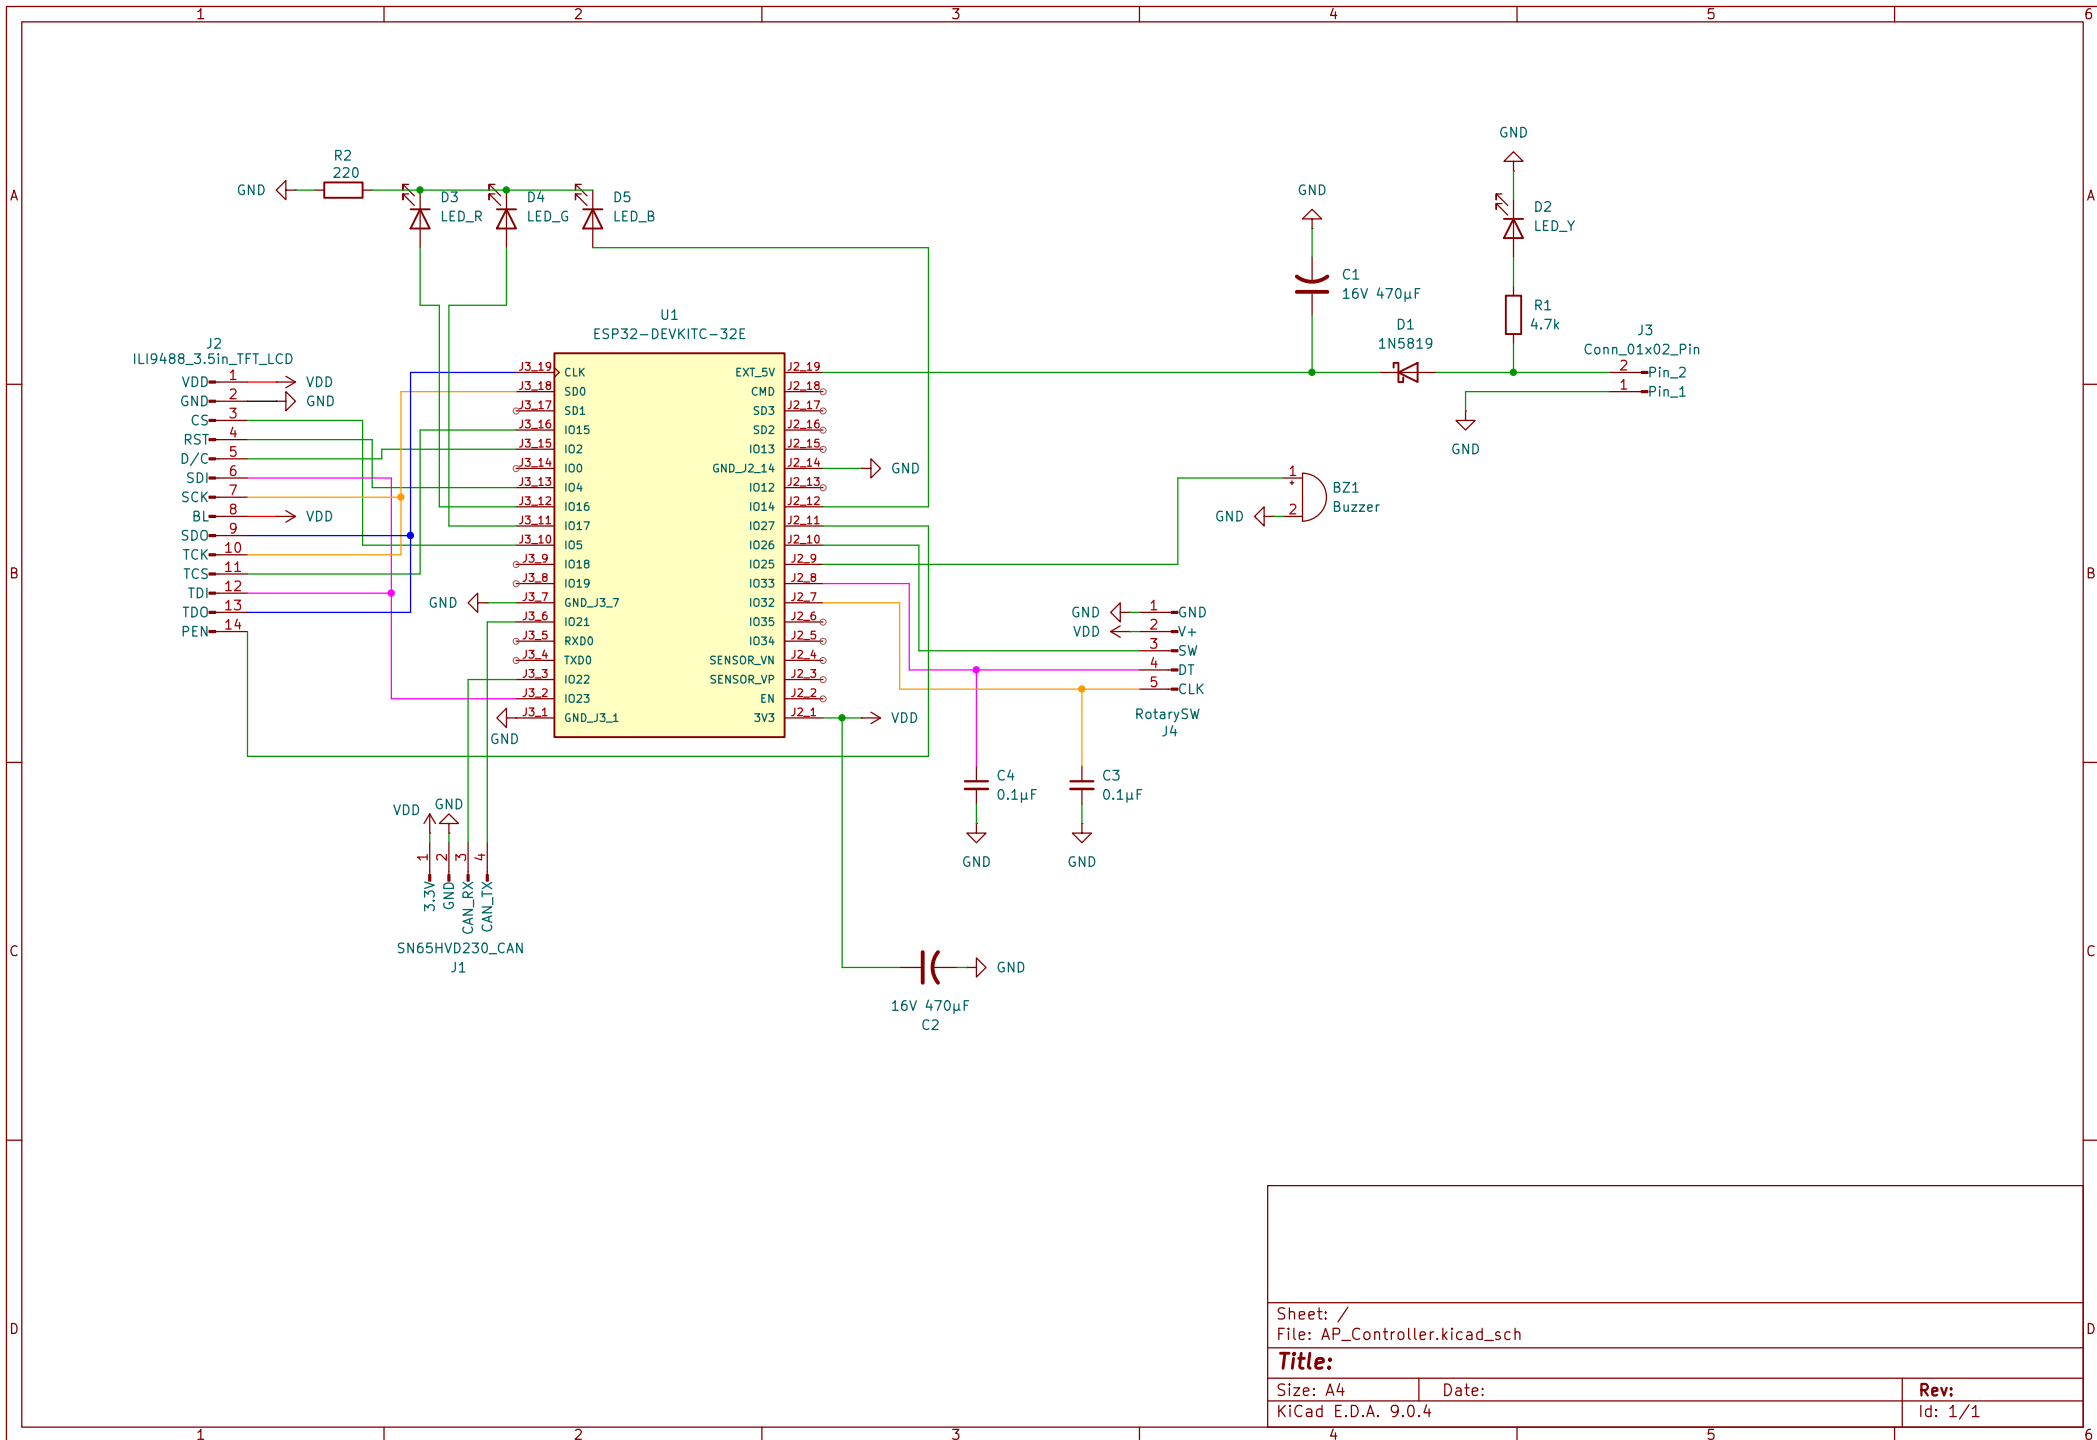 1 2 3 4 5 6
A A
B B
C C
D D
R2
220
GND
D3
LED_R
D4
LED_G
D5
LED_B
U1
ESP32-DEVKITC-32E
J3_19 CLK
J3_18 SD0
J3_17 SD1
J3_16 IO15
J3_15 IO2
J3_14 IO0
J3_13 IO4
J3_12 IO16
J3_11 IO17
J3_10 IO5
J3_9 IO18
J3_8 IO19
J3_7 GND_J3_7
J3_6 IO21
J3_5 RXD0
J3_4 TXD0
J3_3 IO22
J3_2 IO23
J3_1 GND_J3_1
EXT_5V J2_19
CMD J2_18
SD3 J2_17
SD2 J2_16
IO13 J2_15
GND_J2_14 J2_14
IO12 J2_13
IO14 J2_12
IO27 J2_11
IO26 J2_10
IO25 J2_9
IO33 J2_8
IO32 J2_7
IO35 J2_6
IO34 J2_5
SENSOR_VN J2_4
SENSOR_VP J2_3
EN J2_2
3V3 J2_1
GND
GND
GND
VDD
J2
ILI9488_3.5in_TFT_LCD
VDD 1 VDD
GND 2 GND
CS 3
RST 4
D/C 5
SDI 6
SCK 7
BL 8 VDD
SDO 9
TCK 10
TCS 11
TDI 12
TDO 13
PEN 14
GND
C1
16V 470µF
D1
1N5819
GND
D2
LED_Y
R1
4.7k
J3
Conn_01x02_Pin
2 Pin_2
1 Pin_1
GND
1
+
2
GND
BZ1
Buzzer
GND 1 GND
VDD 2 V+
3 SW
4 DT
5 CLK
RotarySW
J4
C4
0.1µF
GND
C3
0.1µF
GND
VDD
GND
1 2 3 4
3.3V
GND
CAN_RX
CAN_TX
SN65HVD230_CAN
J1
GND
16V 470µF
C2
Sheet: /
File: AP_Controller.kicad_sch
Title:
Size: A4 Date: Rev:
KiCad E.D.A. 9.0.4 Id: 1/1
1 2 3 4 5 6